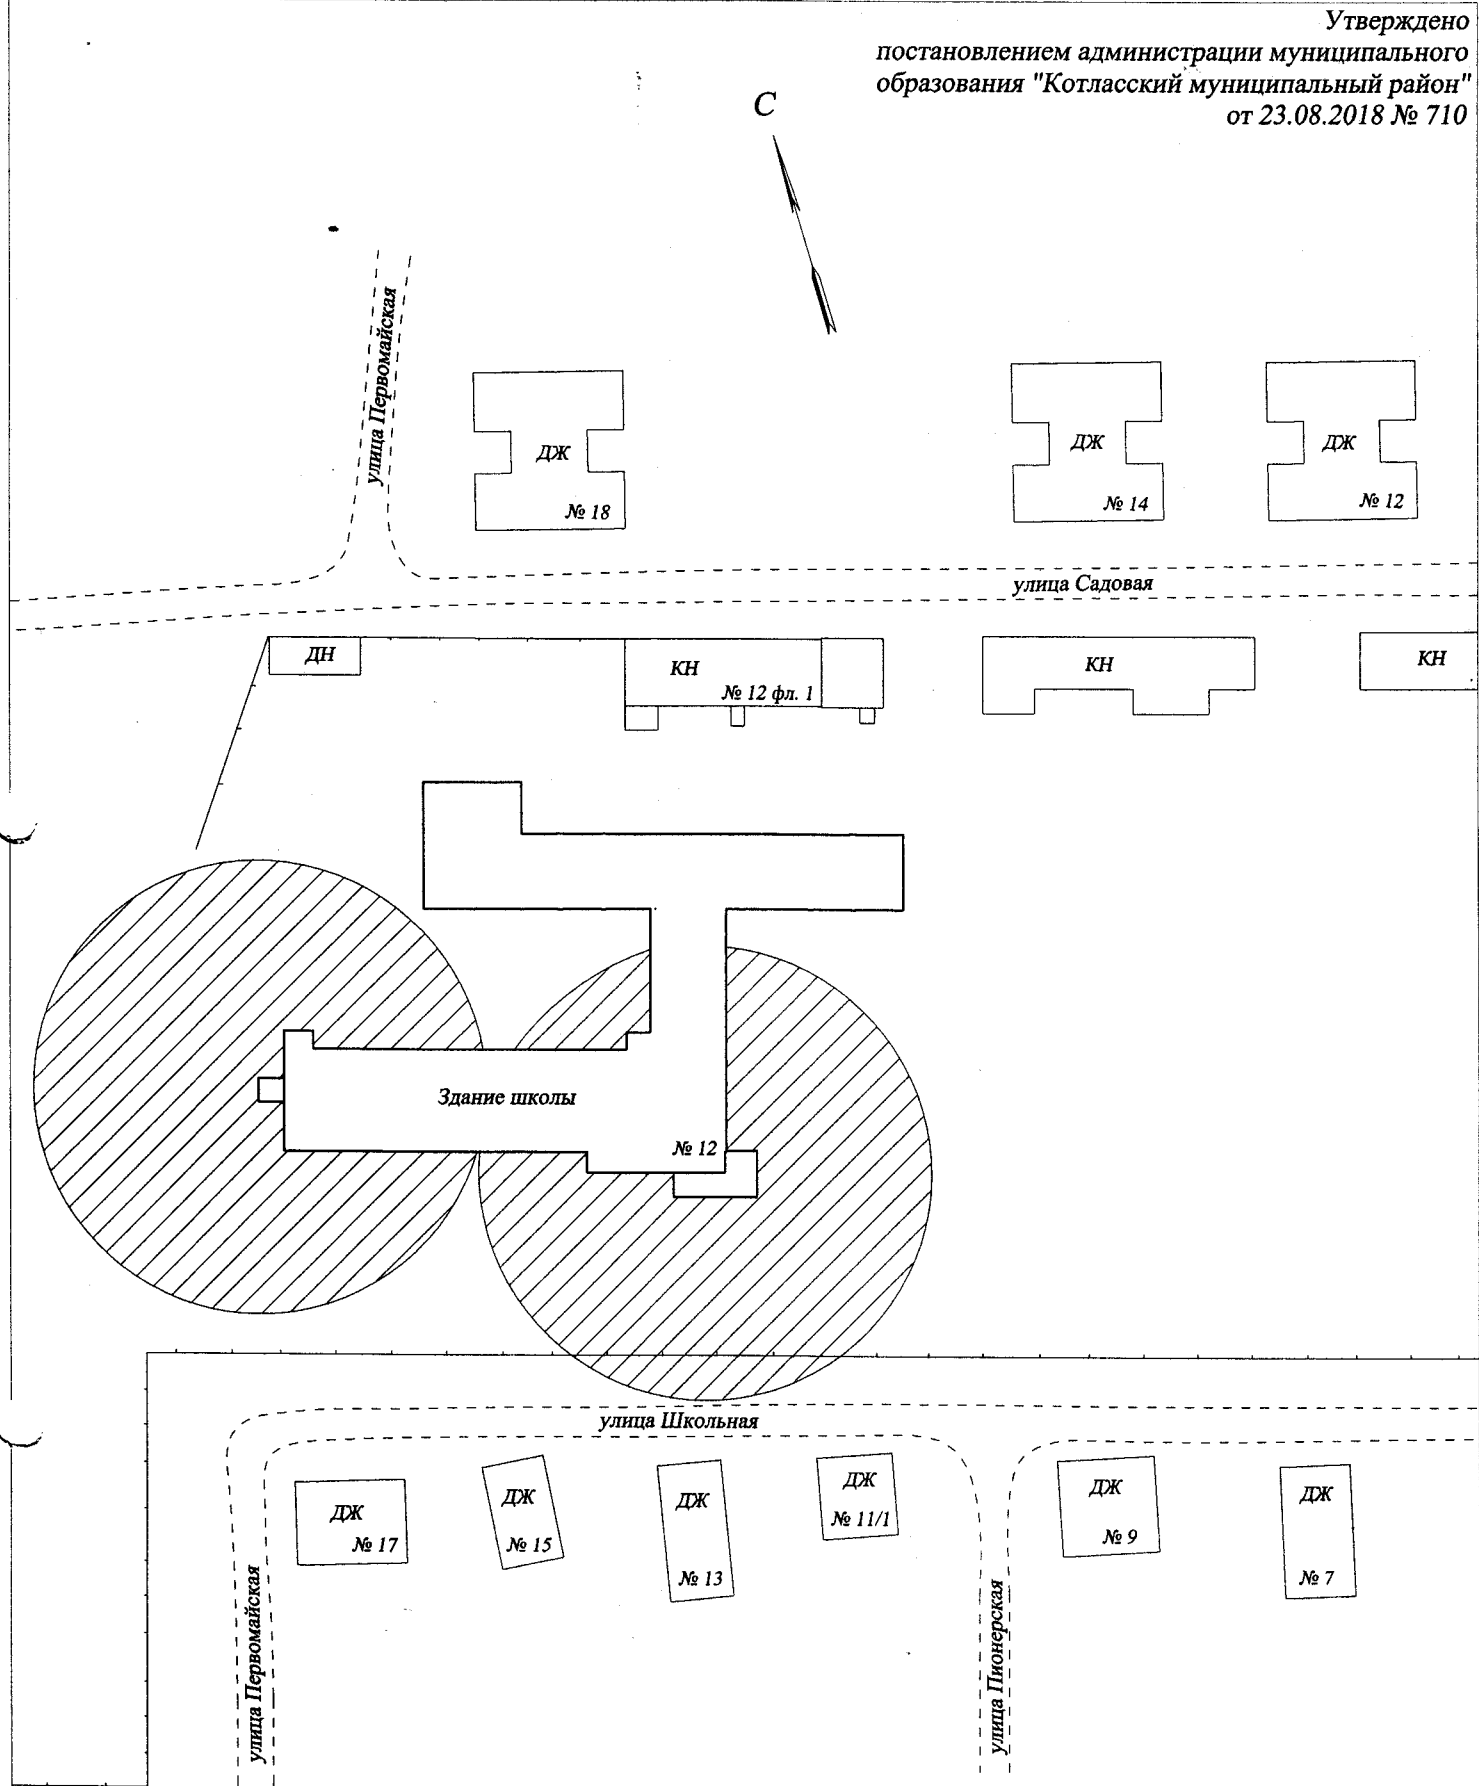 Утверждено
постановлением администрации муниципального
образования "Котласский муниципальный район"
от 23.08.2018 № 710
С
улица Первомайская
ДЖ
№ 18
ДЖ
№ 14
ДЖ
№ 12
улица Садовая
ДН
КН
№ 12 фл. 1
КН
КН
Здание школы
№ 12
улица Школьная
ДЖ
№ 17
ДЖ
№ 15
ДЖ
№ 13
ДЖ
№ 11/1
ДЖ
№ 9
ДЖ
№ 7
улица Первомайская
улица Пионерская